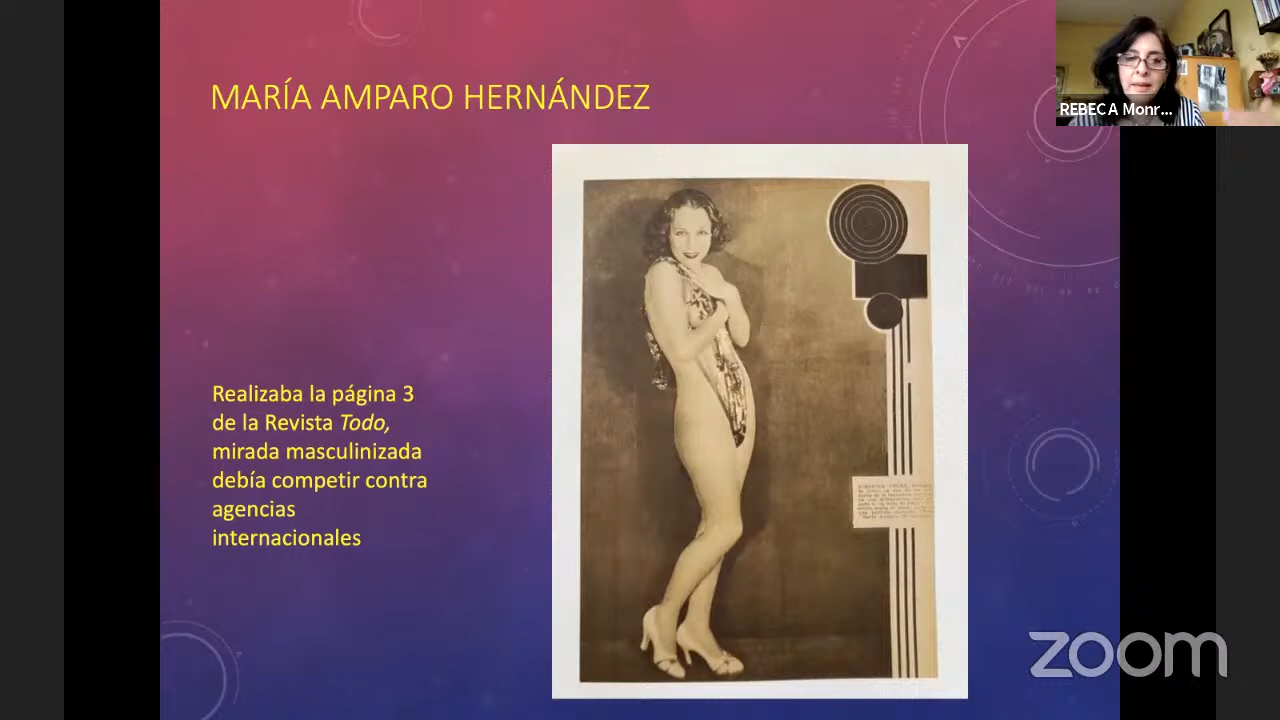 MARÍA AMPARO HERNÁNDEZ
REBECA Monr...
Realizaba la página 3
de la Revista Todo,
mirada masculinizada
debía competir contra
agencias
internacionales
zoom